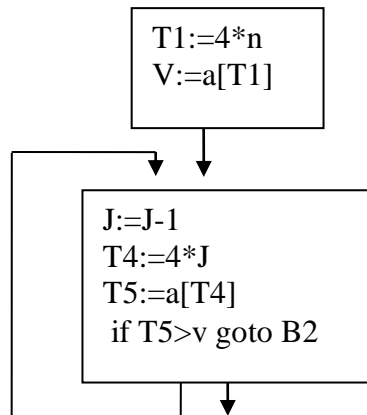 T1:=4*n
V:=a[T1]
J:=J-1
T4:=4*J
T5:=a[T4]
if T5>v goto B2